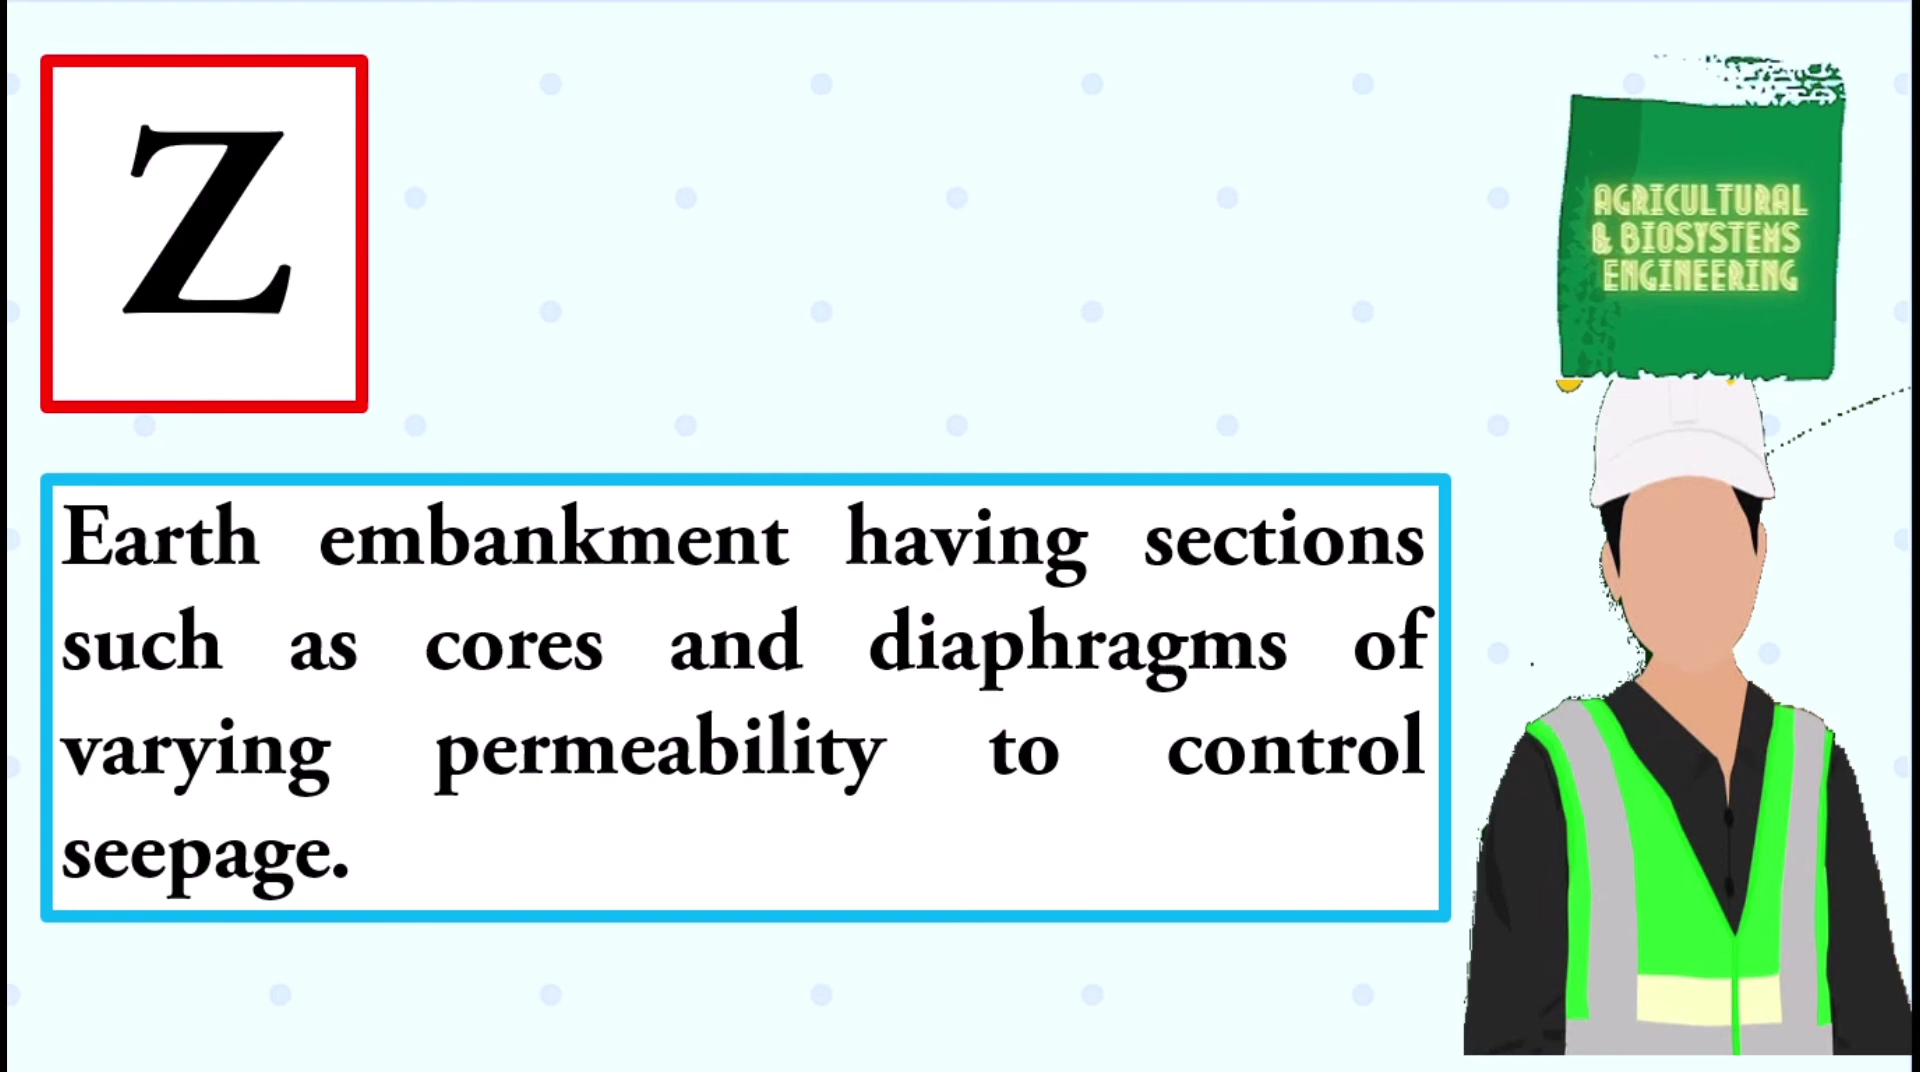 Z
AGRICULTURAL
& BIOSYSTEMS
ENGINEERING
Earth embankment having sections
such as cores and diaphragms of
varying permeability to control
seepage.